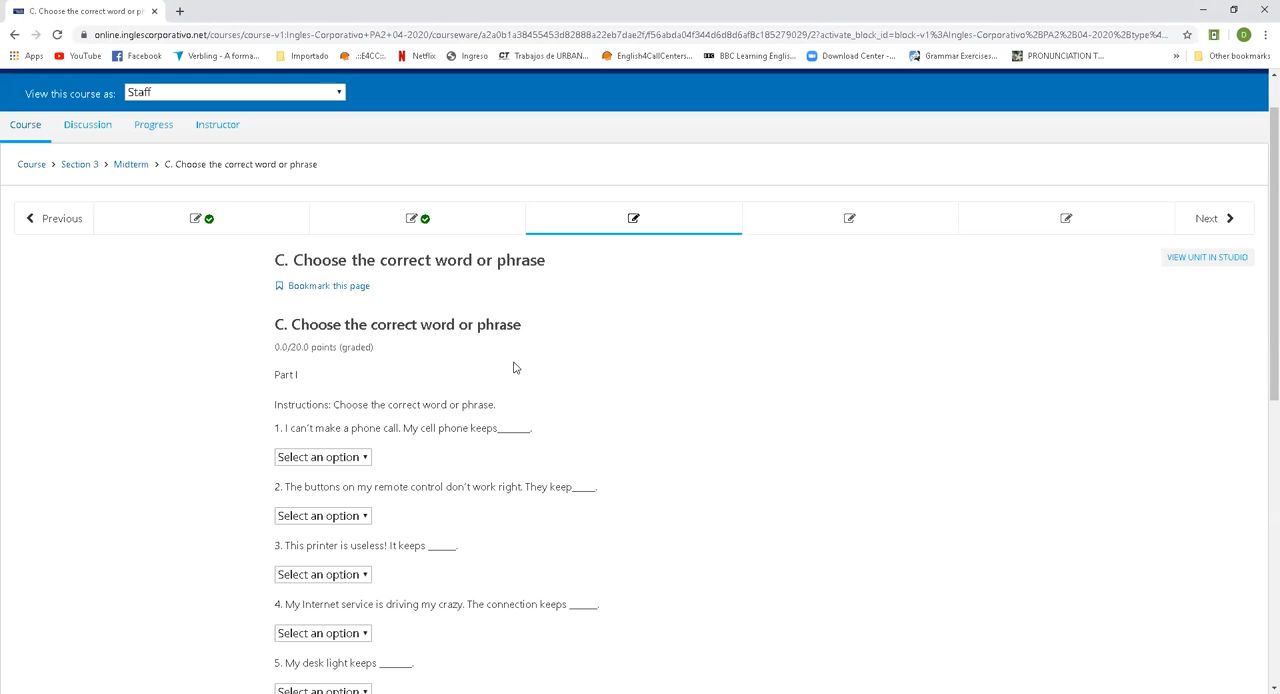 C. Choose the correct word or p
online.inglescorporativo.net/courses/course-v1:Ingles-Corporativo+PA2+04-2020/courseware/a2a0b1a38455453d82888a22eb7dae2f/f56abda04f344d6d8d6af8c185279029/2?activate_block_id=block-v1%3AIngles-Corporativo%2BPA2%2B04-2020%2Btype%4...
Apps YouTube Facebook Verbling - A forma... Importado .::E4CC::. Netflix Ingreso CT Trabajos de URBAN... English4CallCenters... BBC Learning Englis... Download Center -... Grammar Exercises... PRONUNCIATION T... » Other bookmarks
View this course as: Staff
Course Discussion Progress Instructor
Course > Section 3 > Midterm > C. Choose the correct word or phrase
Previous Next
VIEW UNIT IN STUDIO
C. Choose the correct word or phrase
Bookmark this page
C. Choose the correct word or phrase
0.0/20.0 points (graded)
Part I
Instructions: Choose the correct word or phrase.
1. I can't make a phone call. My cell phone keeps______.
Select an option
2. The buttons on my remote control don't work right. They keep_____.
Select an option
3. This printer is useless! It keeps ______.
Select an option
4. My Internet service is driving my crazy. The connection keeps ______.
Select an option
5. My desk light keeps _______.
Select an option